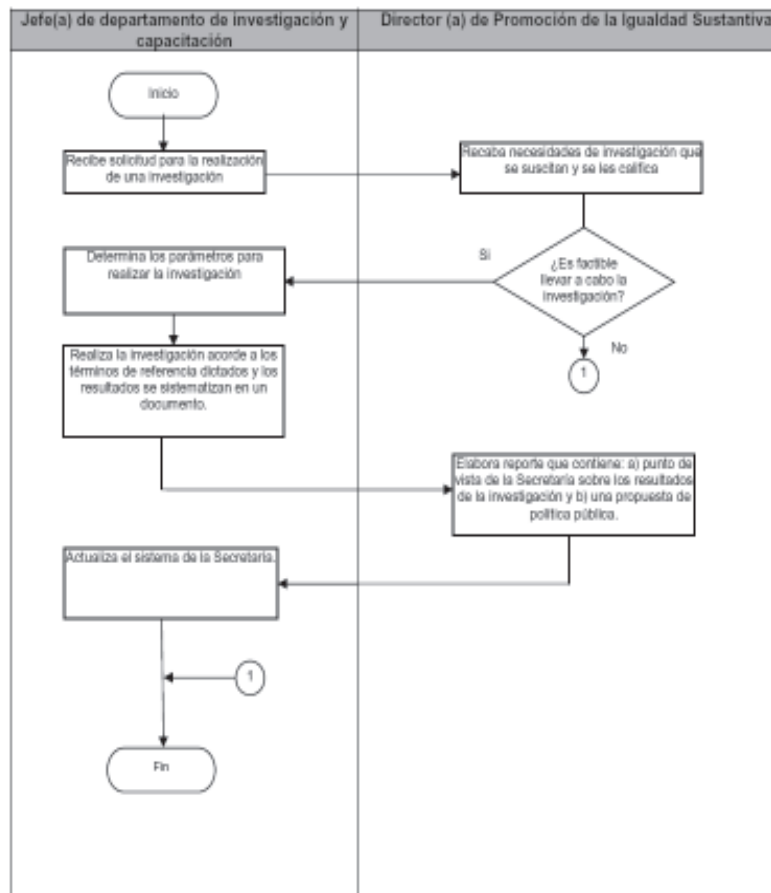 Jefe(a) de departamento de investigación y
capacitación
Director (a) de Promoción de la Igualdad Sustantiva
Inicio
Recibe solicitud para la realización
de una investigación
Recaba necesidades de investigación que
se suscitan y se les califica
Determina los parámetros para
realizar la investigación
Si
¿Es factible
llevar a cabo la
investigación?
No
1
Realiza la investigación acorde a los
términos de referencia dictados y los
resultados se sistematizan en un
documento.
Elabora reporte que contiene: a) punto de
vista de la Secretaría sobre los resultados
de la investigación y b) una propuesta de
política pública.
Actualiza el sistema de la Secretaría.
1
Fin